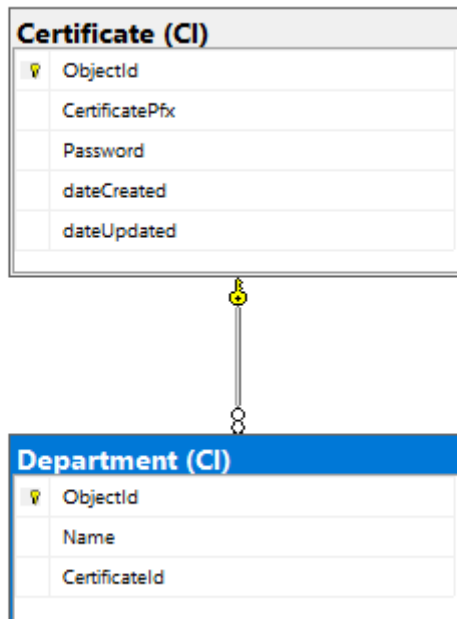 Certificate (CI)
ObjectId
CertificatePfx
Password
dateCreated
dateUpdated
Department (CI)
ObjectId
Name
CertificateId